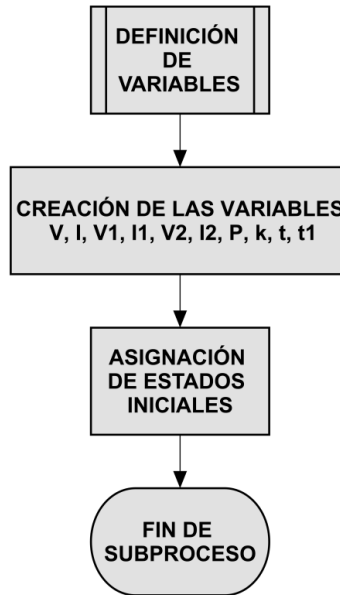 DEFINICIÓN
DE
VARIABLES
CREACIÓN DE LAS VARIABLES
V, I, V1, I1, V2, I2, P, k, t, t1
ASIGNACIÓN
DE ESTADOS
INICIALES
FIN DE
SUBPROCESO